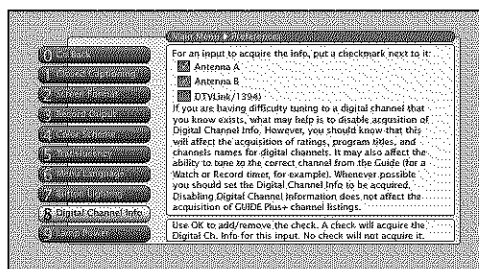 Main Menu ▸ Preferences
0 Go Back
1 Closed Captioning
2
3
4
5
6
7
8 Digital Channel Info
9
For an input to acquire the info, put a checkmark next to it:
Antenna A
Antenna B
DTVLink/1394)
If you are having difficulty tuning to a digital channel that
you know exists, what may help is to disable acquisition of
Digital Channel Info. However, you should know that this
will affect the acquisition of ratings, program titles, and
channels names for digital channels. It may also affect the
ability to tune to the correct channel from the Guide (for a
Watch or Record timer, for example). Whenever possible
you should set the Digital Channel Info to be acquired.
Disabling Digital Channel Information does not affect the
acquisition of GUIDE Plus+ channel listings.
Use OK to add/remove the check. A check will acquire the
Digital Ch. Info for this input. No check will not acquire it.